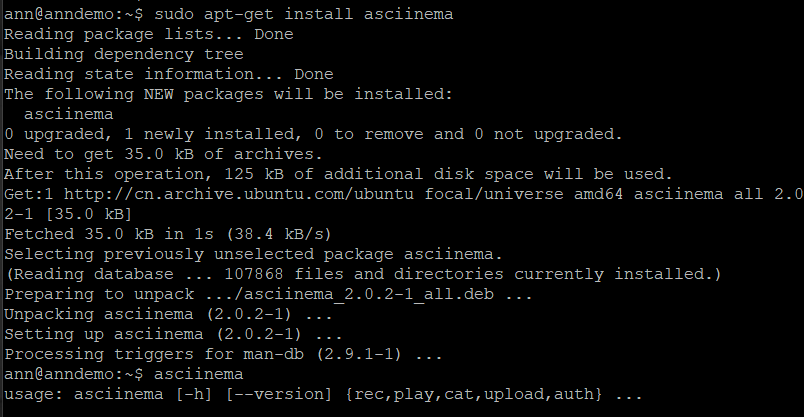 ann@anndemo:~$ sudo apt-get install asciinema
Reading package lists... Done
Building dependency tree
Reading state information... Done
The following NEW packages will be installed:
  asciinema
0 upgraded, 1 newly installed, 0 to remove and 0 not upgraded.
Need to get 35.0 kB of archives.
After this operation, 125 kB of additional disk space will be used.
Get:1 http://cn.archive.ubuntu.com/ubuntu focal/universe amd64 asciinema all 2.0
2-1 [35.0 kB]
Fetched 35.0 kB in 1s (38.4 kB/s)
Selecting previously unselected package asciinema.
(Reading database ... 107868 files and directories currently installed.)
Preparing to unpack .../asciinema_2.0.2-1_all.deb ...
Unpacking asciinema (2.0.2-1) ...
Setting up asciinema (2.0.2-1) ...
Processing triggers for man-db (2.9.1-1) ...
ann@anndemo:~$ asciinema
usage: asciinema [-h] [--version] {rec,play,cat,upload,auth} ...